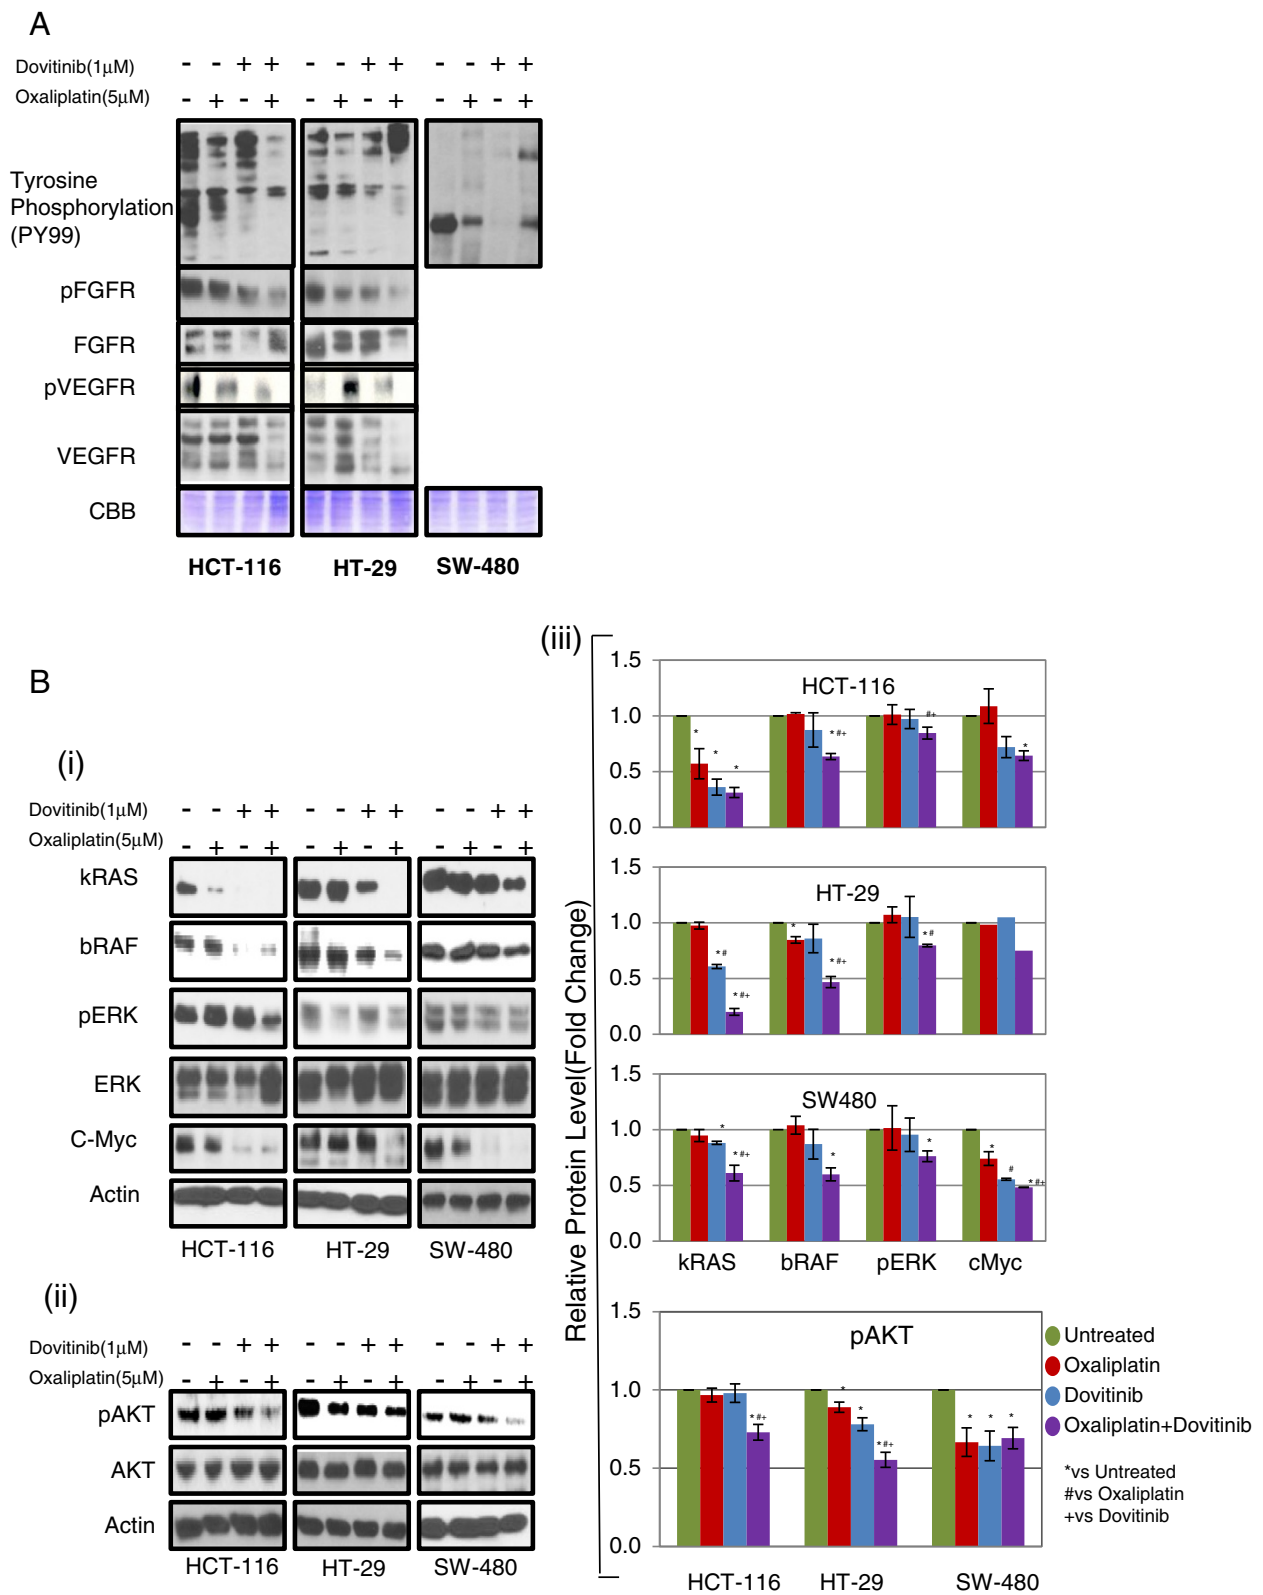 A
Dovitinib(1μM) - - + + - - + + - - + +
Oxaliplatin(5μM) - + - + - + - + - + - +
Tyrosine
Phosphorylation
(PY99)
pFGFR
FGFR
pVEGFR
VEGFR
CBB
HCT-116 HT-29 SW-480
B
(i)
Dovitinib(1μM) - - + + - - + + - - + +
Oxaliplatin(5μM) - + - + - + - + - + - +
kRAS
bRAF
pERK
ERK
C-Myc
Actin
HCT-116 HT-29 SW-480
(ii)
Dovitinib(1μM) - - + + - - + + - - + +
Oxaliplatin(5μM) - + - + - + - + - + - +
pAKT
AKT
Actin
HCT-116 HT-29 SW-480
(iii)
Relative Protein Level(Fold Change)
1.5
HCT-116
1.0
* * * * #+ #+ *
0.5
0.0
1.5
HT-29
1.0
* # * #+ * * #+ * #
0.5
0.0
1.5
SW480
1.0
* * #+ * * * # * #+
0.5
0.0
kRAS bRAF pERK cMyc
1.5
pAKT
1.0
* #+ * * * #+ * * *
0.5
0.0
HCT-116 HT-29 SW-480
Untreated
Oxaliplatin
Dovitinib
Oxaliplatin+Dovitinib
*vs Untreated
#vs Oxaliplatin
+vs Dovitinib